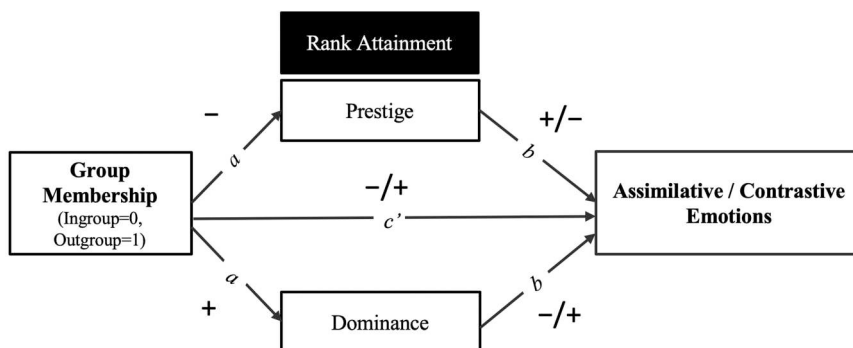 Rank Attainment
Prestige
−
+/−
a
b
Group
Membership
(Ingroup=0,
Outgroup=1)
−/+
c’
Assimilative / Contrastive
Emotions
a
b
+
−/+
Dominance